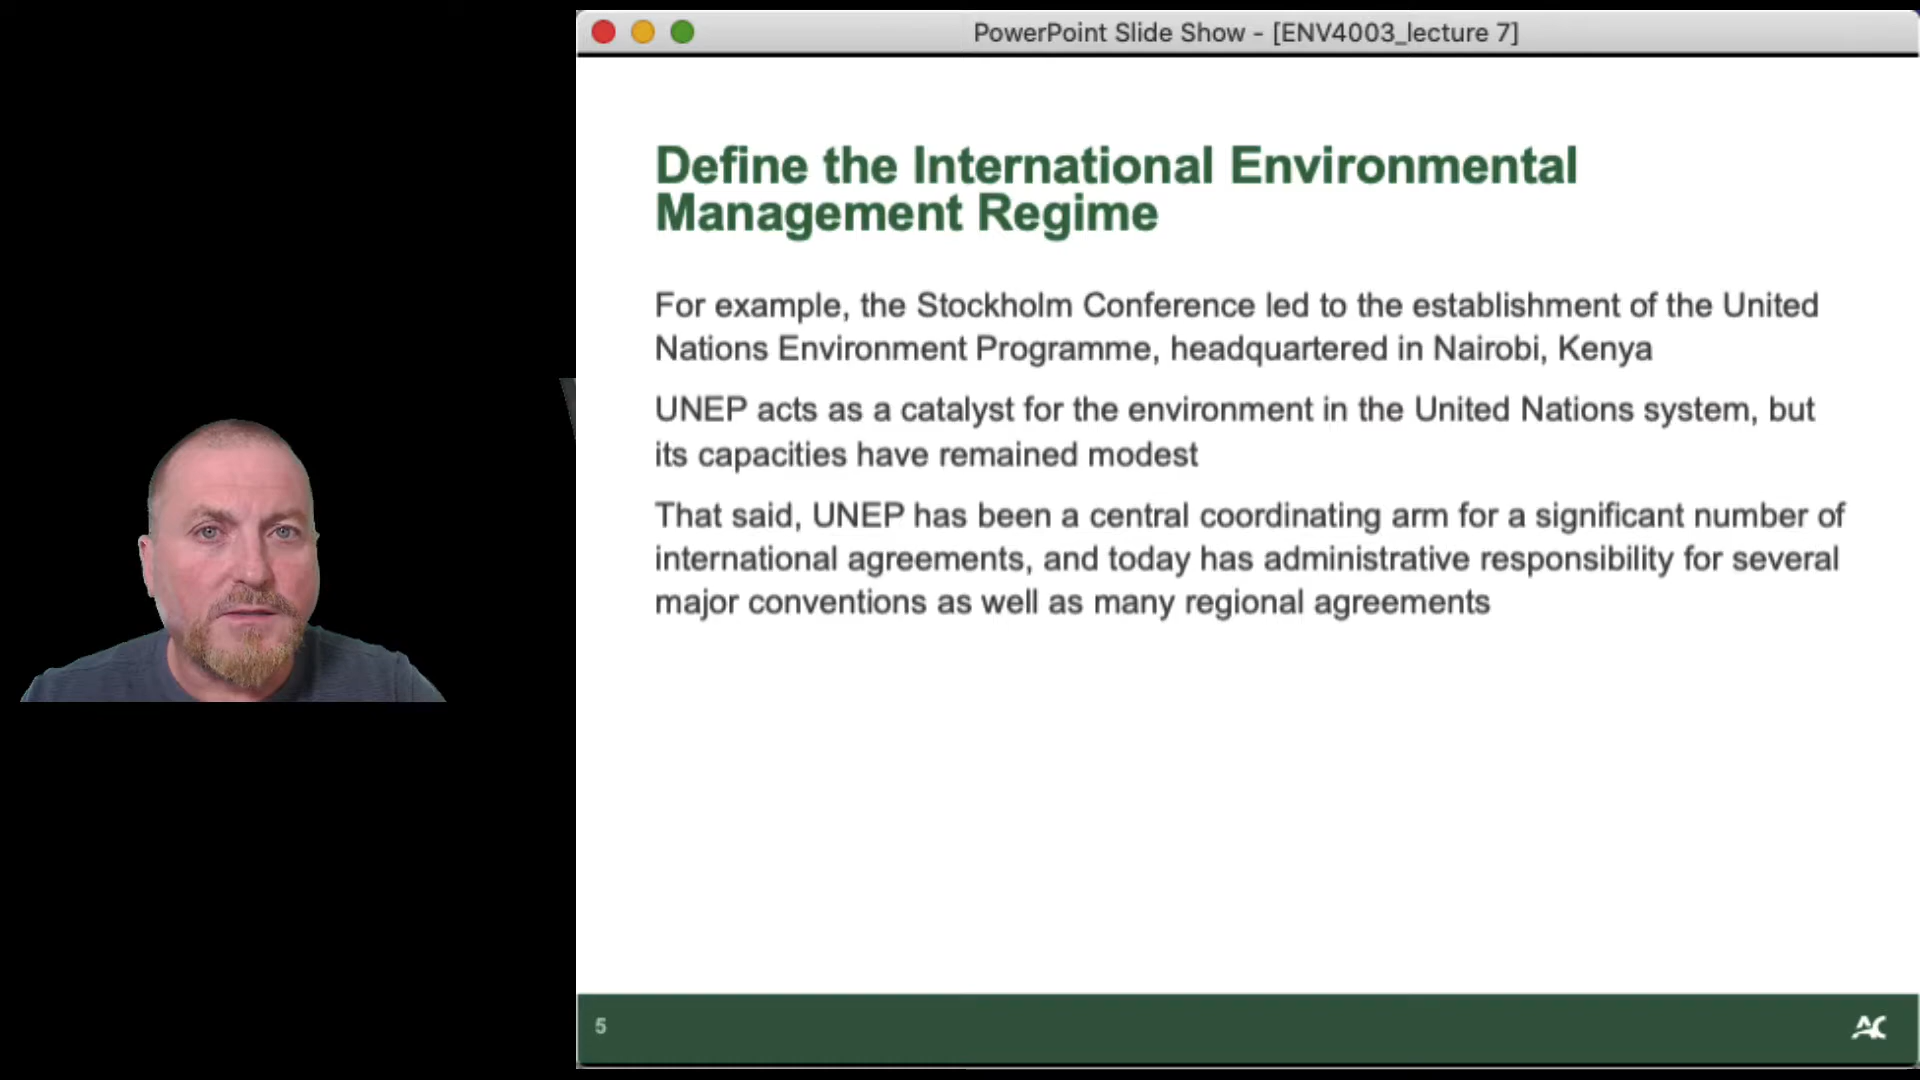 PowerPoint Slide Show - [ENV4003_lecture 7]
Define the International Environmental
Management Regime
For example, the Stockholm Conference led to the establishment of the United
Nations Environment Programme, headquartered in Nairobi, Kenya
UNEP acts as a catalyst for the environment in the United Nations system, but
its capacities have remained modest
That said, UNEP has been a central coordinating arm for a significant number of
international agreements, and today has administrative responsibility for several
major conventions as well as many regional agreements
5
AC